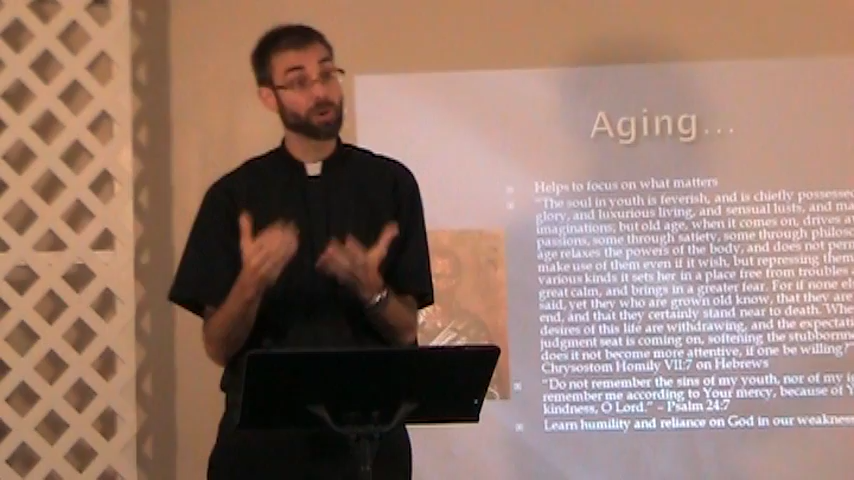 Aging...
Helps to focus on what matters
"The soul in youth is feverish, and is chiefly possessed
glory, and luxurious living, and sensual lusts, and
imaginations; but old age, when it comes on, drives
passions, some through satiety, some through
age relaxes the powers of the body, and does not
make use of them even if it wish, but repressing them
various kinds it sets her in a place free from troubles
great calm, and brings in a greater fear. For if none
said, yet they who are grown old know, that they are
end, and that they certainly stand near to death.
desires of this life are withdrawing, and the
judgment seat is coming on, softening the
does it not become more attentive, if one be willing?"
Chrysostom Homily VII:7 on Hebrews
"Do not remember the sins of my youth, nor of my
remember me according to Your mercy, because of
kindness, O Lord." – Psalm 24:7
Learn humility and reliance on God in our weakness